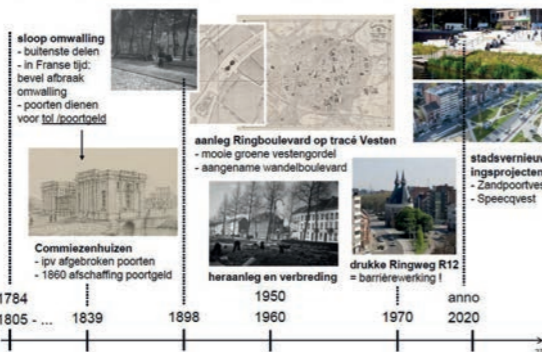 sloop omwalling
- buitenste delen
- in Franse tijd:
bevel afbraak
omwalling
- poorten dienen
voor tol /poortgeld
aanleg Ringboulevard op tracé Vesten
- mooie groene vestengordel
- aangename wandelboulevard
stadsvernieuw
ingsprojecten
- Zandpoortves
- Speecqvest
Commiezenhuizen
- ipv afgebroken poorten
- 1860 afschaffing poortgeld
heraanleg en verbreding
drukke Ringweg R12
= barrièrewerking !
1784
1805 - ...
1839
1898
1950
1960
1970
anno
2020